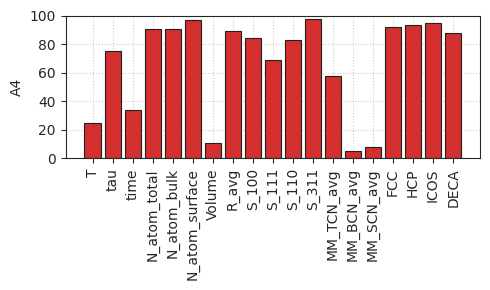 A4
100
80
60
40
20
0
T
tau
time
N_atom_total
N_atom_bulk
N_atom_surface
Volume
R_avg
S_100
S_111
S_110
S_311
MM_TCN_avg
MM_BCN_avg
MM_SCN_avg
FCC
HCP
ICOS
DECA